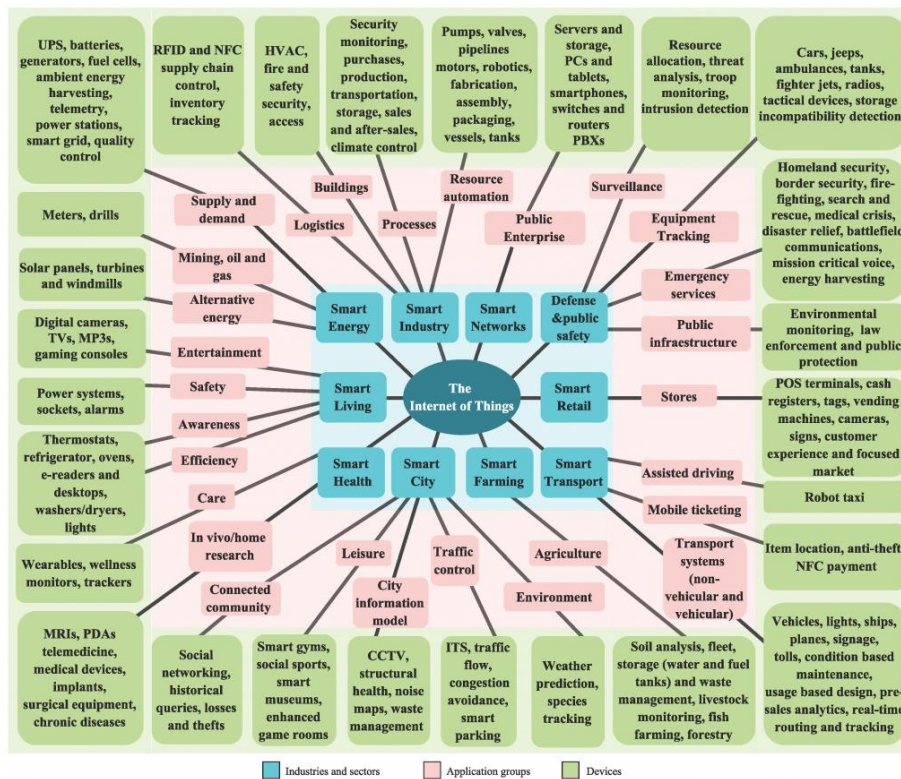 UPS, batteries,
generators, fuel cells,
ambient energy
harvesting,
telemetry,
power stations,
smart grid, quality
control
RFID and NFC
supply chain
control,
inventory
tracking
HVAC,
fire and
safety
security,
access
Security
monitoring,
purchases,
production,
transportation,
storage, sales
and after-sales,
climate control
Pumps, valves,
pipelines
motors, robotics,
fabrication,
assembly,
packaging,
vessels, tanks
Servers and
storage,
PCs and
tablets,
smartphones,
switches and
routers
PBXs
Resource
allocation, threat
analysis, troop
monitoring,
intrusion detection
Cars, jeeps,
ambulances, tanks,
fighter jets, radios,
tactical devices, storage
incompatibility detection
Buildings
Resource
automation
Surveillance
Supply and
demand
Logistics
Processes
Public
Enterprise
Equipment
Tracking
Homeland security,
border security, fire-
fighting, search and
rescue, medical crisis,
disaster relief, battlefield
communications,
mission critical voice,
energy harvesting
Meters, drills
Mining, oil and
gas
Emergency
services
Solar panels, turbines
and windmills
Alternative
energy
Smart
Energy
Smart
Industry
Smart
Networks
Defense
&public
safety
Public
infraestructure
Environmental
monitoring, law
enforcement and public
protection
Digital cameras,
TVs, MP3s,
gaming consoles
Entertainment
Power systems,
sockets, alarms
Safety
Smart
Living
The
Internet of Things
Smart
Retail
Stores
POS terminals, cash
registers, tags, vending
machines, cameras,
signs, customer
experience and focused
market
Awareness
Thermostats,
refrigerator, ovens,
e-readers and
desktops,
washers/dryers,
lights
Efficiency
Smart
Health
Smart
City
Smart
Farming
Smart
Transport
Assisted driving
Robot taxi
Care
Mobile ticketing
Wearables, wellness
monitors, trackers
In vivo/home
research
Leisure
Traffic
control
Agriculture
Transport
systems
(non-
vehicular and
vehicular)
Item location, anti-theft,
NFC payment
Connected
community
City
information
model
Environment
MRIs, PDAs
telemedicine,
medical devices,
implants,
surgical equipment,
chronic diseases
Social
networking,
historical
queries, losses
and thefts
Smart gyms,
social sports,
smart
museums,
enhanced
game rooms
CCTV,
structural
health, noise
maps, waste
management
ITS, traffic
flow,
congestion
avoidance,
smart
parking
Weather
prediction,
species
tracking
Soil analysis, fleet,
storage (water and fuel
tanks) and waste
management, livestock
monitoring, fish
farming, forestry
Vehicles, lights, ships,
planes, signage,
tolls, condition based
maintenance,
usage based design, pre-
sales analytics, real-time
routing and tracking
Industries and sectors
Application groups
Devices